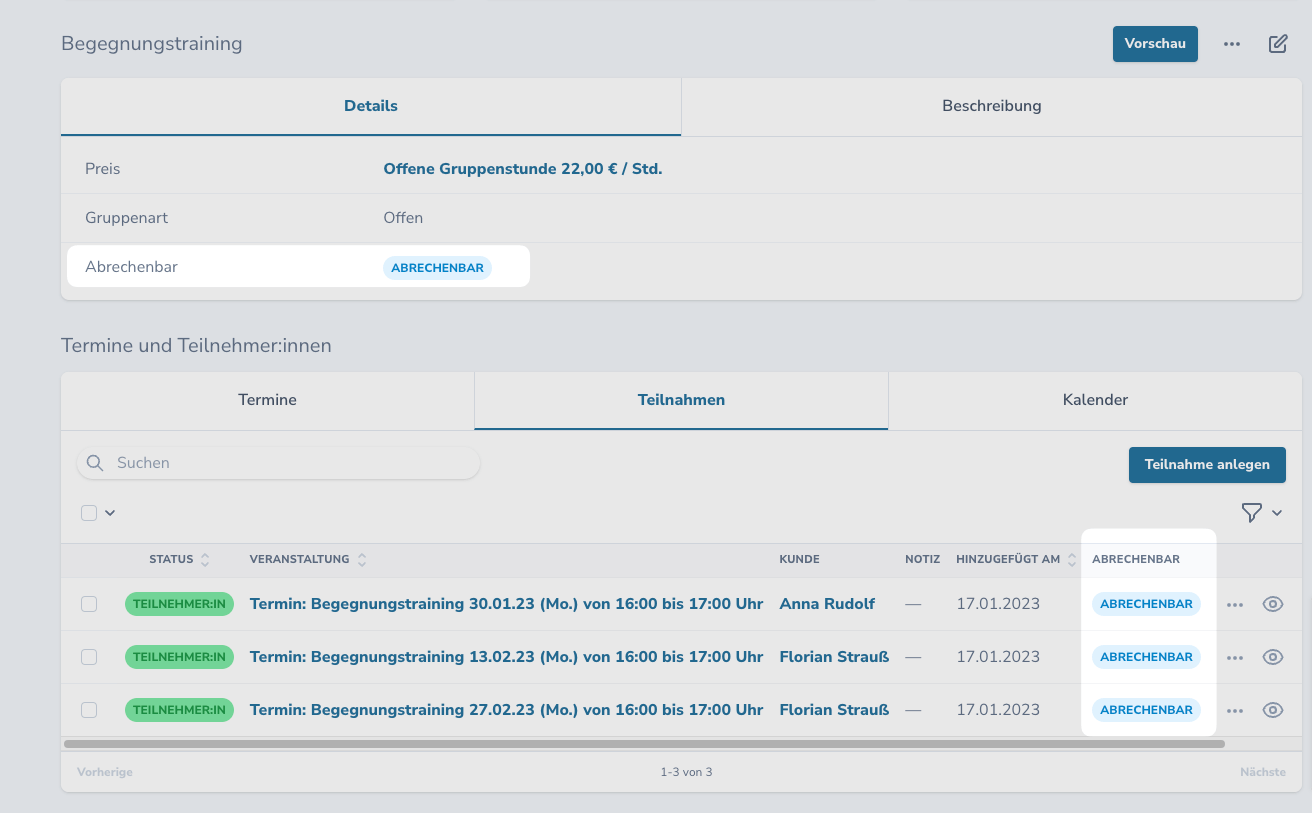 Begegnungstraining
Vorschau
Details Beschreibung
Preis Offene Gruppenstunde 22,00 € / Std.
Gruppenart Offen
Abrechenbar ABRECHENBAR
Termine und Teilnehmer:innen
Termine Teilnahmen Kalender
Suchen Teilnahme anlegen
STATUS VERANSTALTUNG KUNDE NOTIZ HINZUGEFÜGT AM ABRECHENBAR
TEILNEHMER:IN Termin: Begegnungstraining 30.01.23 (Mo.) von 16:00 bis 17:00 Uhr Anna Rudolf — 17.01.2023 ABRECHENBAR
TEILNEHMER:IN Termin: Begegnungstraining 13.02.23 (Mo.) von 16:00 bis 17:00 Uhr Florian Strauß — 17.01.2023 ABRECHENBAR
TEILNEHMER:IN Termin: Begegnungstraining 27.02.23 (Mo.) von 16:00 bis 17:00 Uhr Florian Strauß — 17.01.2023 ABRECHENBAR
Vorherige 1-3 von 3 Nächste